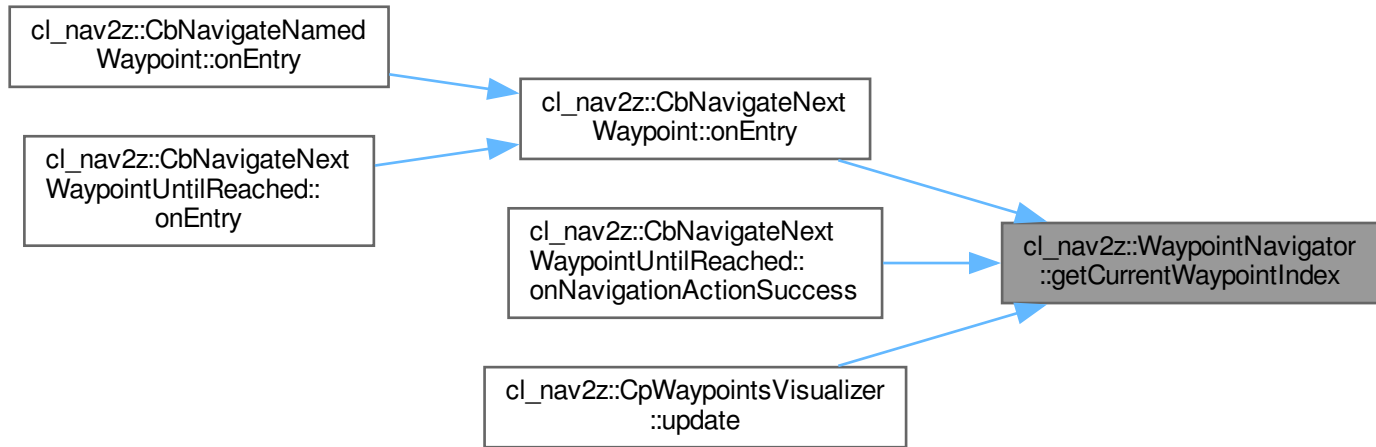 cl_nav2z::CbNavigateNamed
Waypoint::onEntry
cl_nav2z::CbNavigateNext
WaypointUntilReached::
onEntry
cl_nav2z::CbNavigateNext
Waypoint::onEntry
cl_nav2z::CbNavigateNext
WaypointUntilReached::
onNavigationActionSuccess
cl_nav2z::CpWaypointsVisualizer
::update
cl_nav2z::WaypointNavigator
::getCurrentWaypointIndex